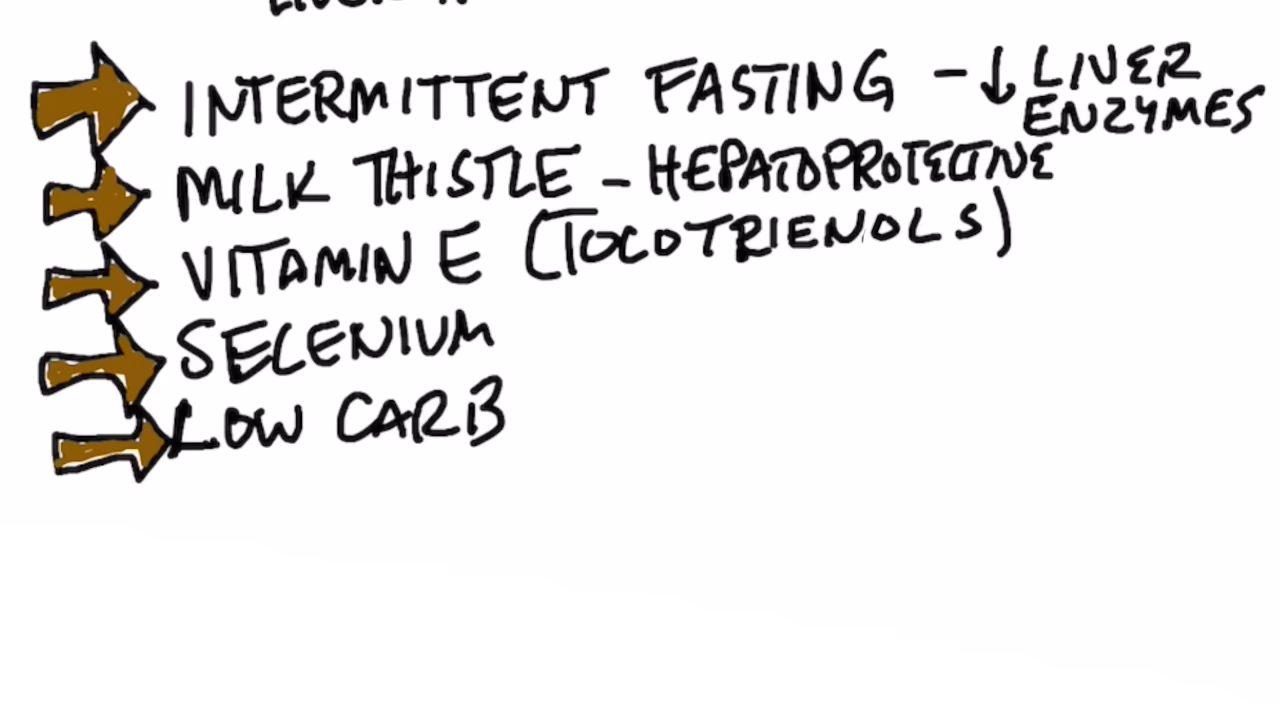 INTERMITTENT FASTING - ↓ LIVER ENZYMES
MILK THISTLE - HEPATOPROTECTIVE
VITAMIN E (TOCOTRIENOLS)
SELENIUM
LOW CARB